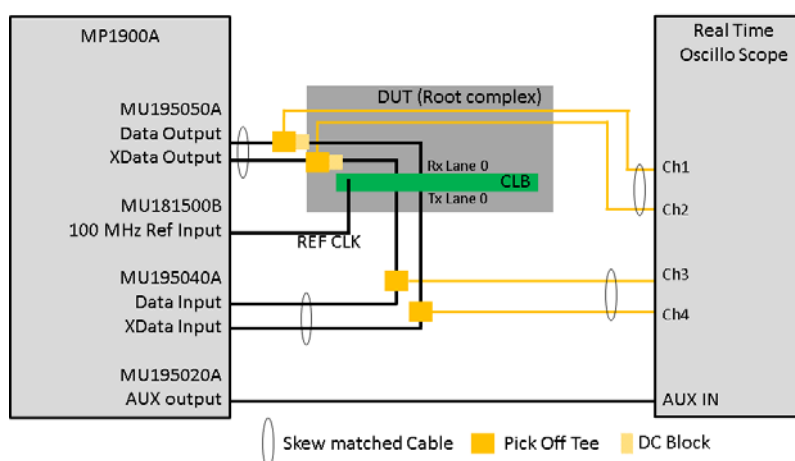 MP1900A
Real Time
Oscillo Scope
DUT (Root complex)
MU195050A
Data Output
XData Output
Rx Lane 0
CLB
Tx Lane 0
Ch1
Ch2
MU181500B
100 MHz Ref Input
REF CLK
MU195040A
Data Input
XData Input
Ch3
Ch4
MU195020A
AUX output
AUX IN
Skew matched Cable
Pick Off Tee
DC Block